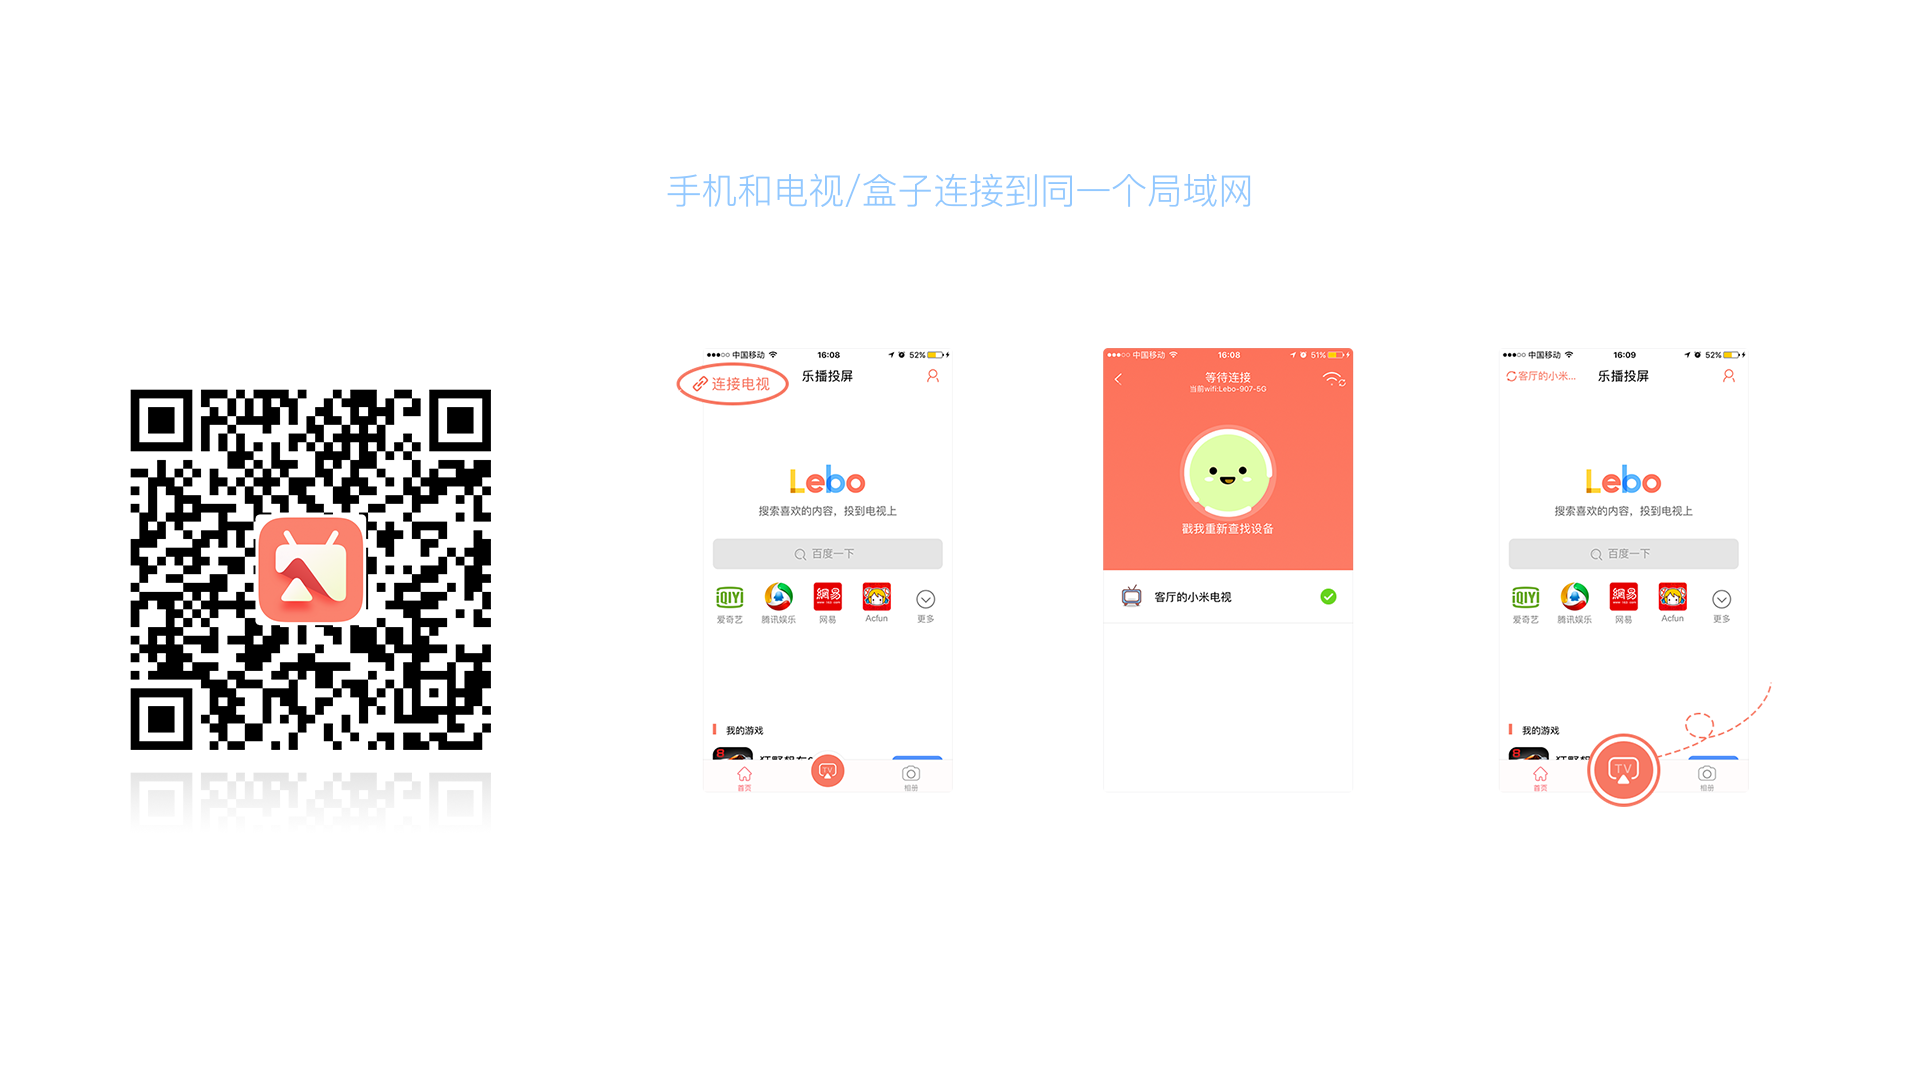 手机和电视/盒子连接到同一个局域网
中国移动 16:08 52%
连接电视 乐播投屏
Lebo
搜索喜欢的内容，投到电视上
百度一下
iQIYI 網易
爱奇艺 腾讯娱乐 网易 Acfun 更多
我的游戏
8
TV
首页 相册
中国移动 16:08 51%
等待连接
当前wifi:Lebo-907-5G
戳我重新查找设备
客厅的小米电视
中国移动 16:09 52%
客厅的小米... 乐播投屏
Lebo
搜索喜欢的内容，投到电视上
百度一下
iQIYI 網易
爱奇艺 腾讯娱乐 网易 Acfun 更多
我的游戏
8
TV
首页 相册